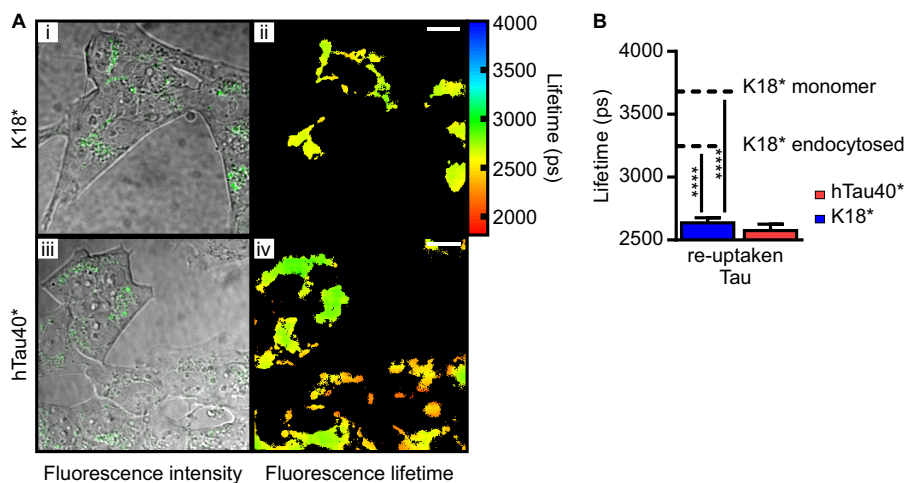 A
i
ii
K18*
4000
3500
3000
2500
2000
Lifetime (ps)
iii
iv
hTau40*
Fluorescence intensity
Fluorescence lifetime
B
4000
3500
3000
2500
Lifetime (ps)
K18* monomer
K18* endocytosed
****
****
hTau40*
K18*
re-uptaken
Tau